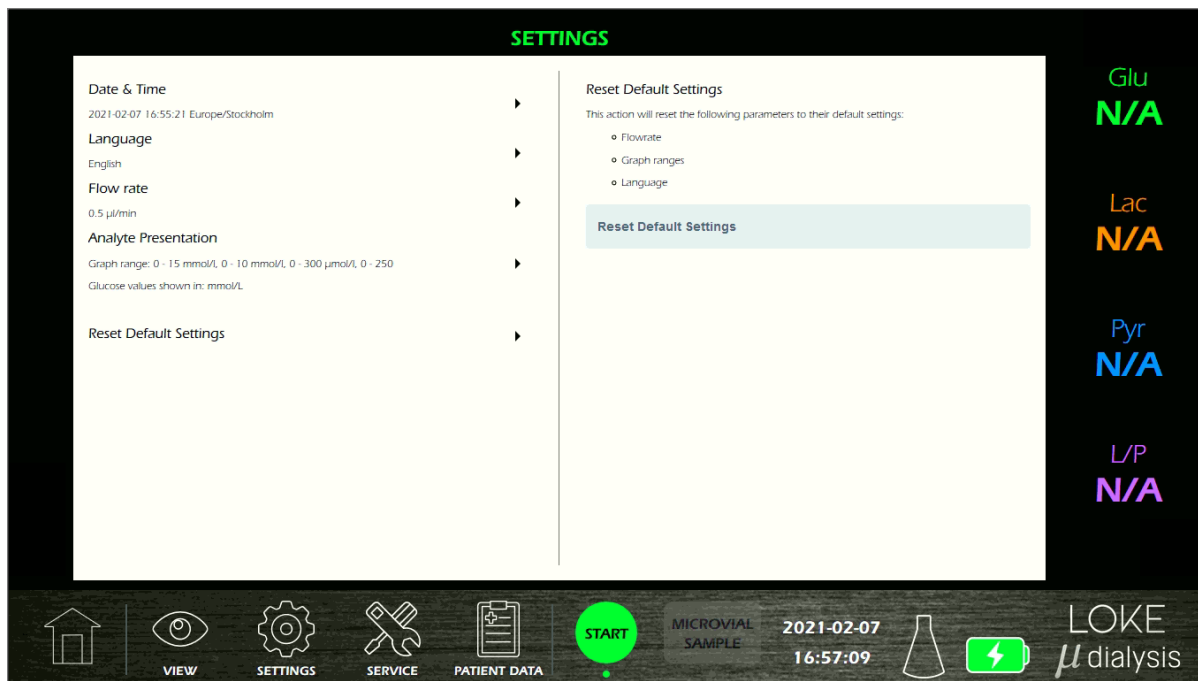 SETTINGS
Date & Time
2021-02-07 16:55:21 Europe/Stockholm
Language
English
Flow rate
0.5 µl/min
Analyte Presentation
Graph range: 0 - 15 mmol/l, 0 - 10 mmol/l, 0 - 300 µmol/l, 0 - 250
Glucose values shown in: mmol/L
Reset Default Settings
Reset Default Settings
This action will reset the following parameters to their default settings:
Flowrate
Graph ranges
Language
Reset Default Settings
Glu
N/A
Lac
N/A
Pyr
N/A
L/P
N/A
VIEW
SETTINGS
SERVICE
PATIENT DATA
START
MICROVIAL
SAMPLE
2021-02-07
16:57:09
LOKE
µ dialysis